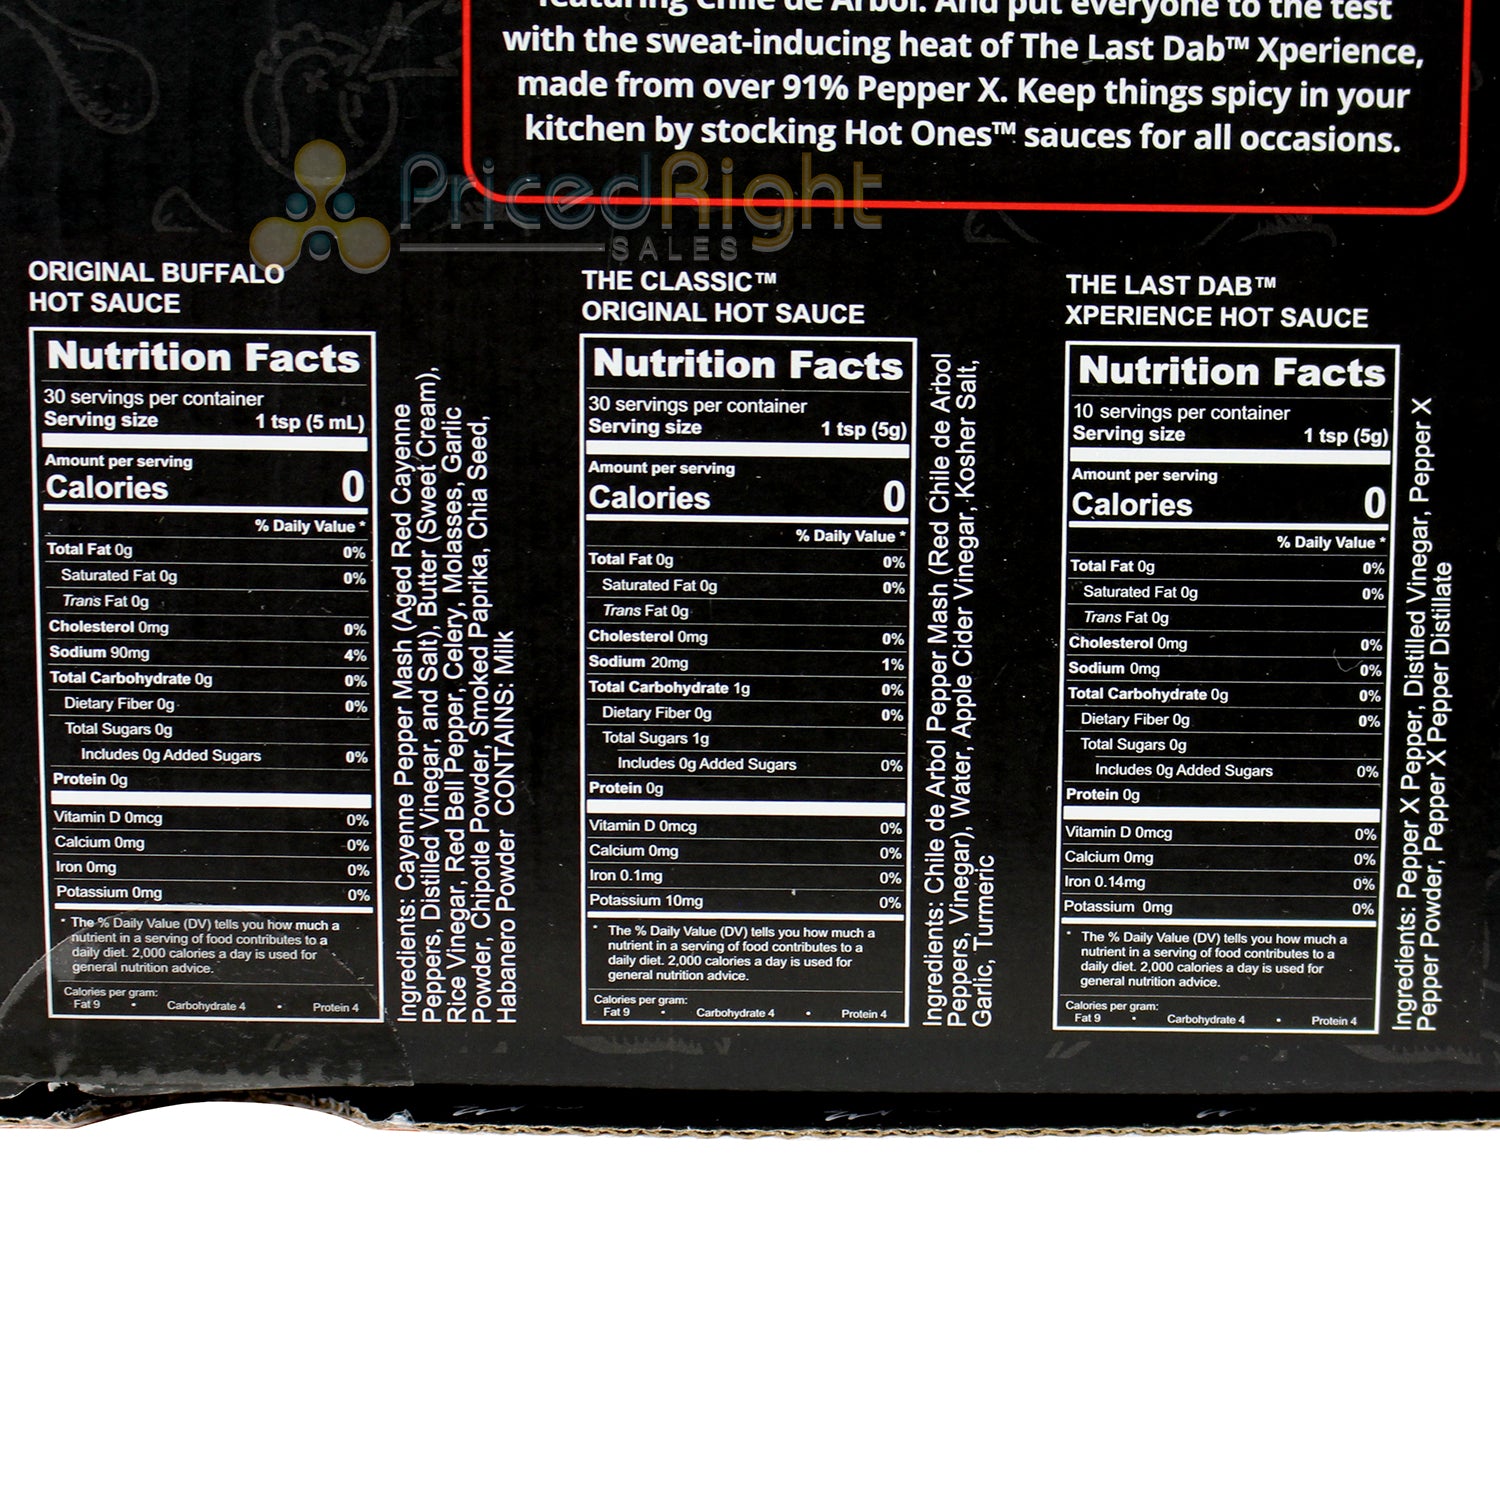 featuring Chile de Arbol. And put everyone to the test
with the sweat-inducing heat of The Last Dab™ Xperience,
made from over 91% Pepper X. Keep things spicy in your
kitchen by stocking Hot Ones™ sauces for all occasions.
PricedRight
SALES
ORIGINAL BUFFALO
HOT SAUCE
Nutrition Facts
30 servings per container
Serving size 1 tsp (5 mL)
Amount per serving
Calories 0
% Daily Value *
Total Fat 0g 0%
Saturated Fat 0g 0%
Trans Fat 0g
Cholesterol 0mg 0%
Sodium 90mg 4%
Total Carbohydrate 0g 0%
Dietary Fiber 0g 0%
Total Sugars 0g
Includes 0g Added Sugars 0%
Protein 0g
Vitamin D 0mcg 0%
Calcium 0mg 0%
Iron 0mg 0%
Potassium 0mg 0%
* The % Daily Value (DV) tells you how much a
nutrient in a serving of food contributes to a
daily diet. 2,000 calories a day is used for
general nutrition advice.
Calories per gram:
Fat 9 • Carbohydrate 4 • Protein 4
Ingredients: Cayenne Pepper Mash (Aged Red Cayenne
Peppers, Distilled Vinegar, and Salt), Butter (Sweet Cream),
Rice Vinegar, Red Bell Pepper, Celery, Molasses, Garlic
Powder, Chipotle Powder, Smoked Paprika, Chia Seed,
Habanero Powder CONTAINS: Milk
THE CLASSIC™
ORIGINAL HOT SAUCE
Nutrition Facts
30 servings per container
Serving size 1 tsp (5g)
Amount per serving
Calories 0
% Daily Value *
Total Fat 0g 0%
Saturated Fat 0g 0%
Trans Fat 0g
Cholesterol 0mg 0%
Sodium 20mg 1%
Total Carbohydrate 1g 0%
Dietary Fiber 0g 0%
Total Sugars 1g
Includes 0g Added Sugars 0%
Protein 0g
Vitamin D 0mcg 0%
Calcium 0mg 0%
Iron 0.1mg 0%
Potassium 10mg 0%
* The % Daily Value (DV) tells you how much a
nutrient in a serving of food contributes to a
daily diet. 2,000 calories a day is used for
general nutrition advice.
Calories per gram:
Fat 9 • Carbohydrate 4 • Protein 4
Ingredients: Chile de Arbol Pepper Mash (Red Chile de Arbol
Peppers, Vinegar), Water, Apple Cider Vinegar, Kosher Salt,
Garlic, Turmeric
THE LAST DAB™
XPERIENCE HOT SAUCE
Nutrition Facts
10 servings per container
Serving size 1 tsp (5g)
Amount per serving
Calories 0
% Daily Value *
Total Fat 0g 0%
Saturated Fat 0g 0%
Trans Fat 0g
Cholesterol 0mg 0%
Sodium 0mg 0%
Total Carbohydrate 0g 0%
Dietary Fiber 0g 0%
Total Sugars 0g
Includes 0g Added Sugars 0%
Protein 0g
Vitamin D 0mcg 0%
Calcium 0mg 0%
Iron 0.14mg 0%
Potassium 0mg 0%
* The % Daily Value (DV) tells you how much a
nutrient in a serving of food contributes to a
daily diet. 2,000 calories a day is used for
general nutrition advice.
Calories per gram:
Fat 9 • Carbohydrate 4 • Protein 4
Ingredients: Pepper X Pepper, Distilled Vinegar, Pepper X
Pepper Powder, Pepper X Pepper Distillate